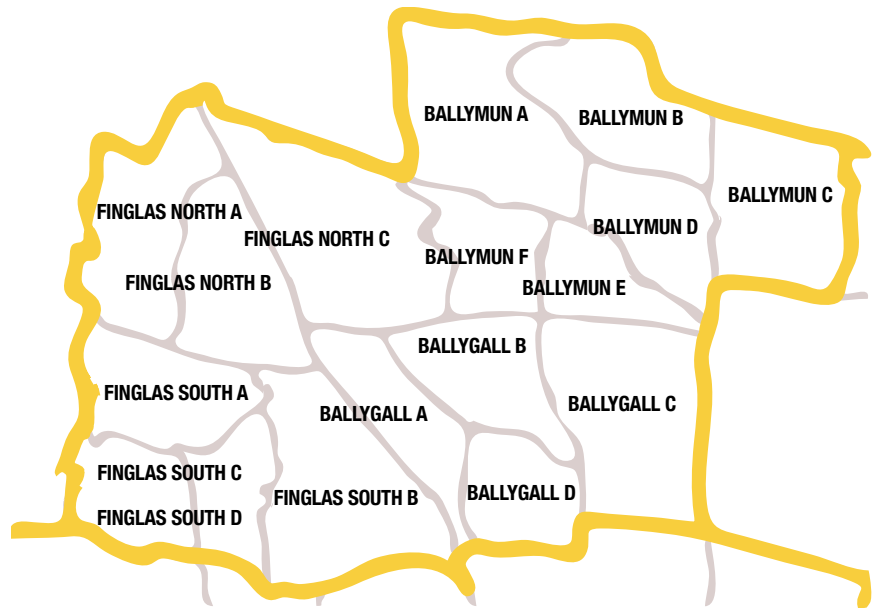 BALLYMUN A
BALLYMUN B
BALLYMUN C
FINGLAS NORTH A
BALLYMUN D
FINGLAS NORTH C
BALLYMUN F
FINGLAS NORTH B
BALLYMUN E
BALLYGALL B
FINGLAS SOUTH A
BALLYGALL C
BALLYGALL A
FINGLAS SOUTH C
BALLYGALL D
FINGLAS SOUTH B
FINGLAS SOUTH D